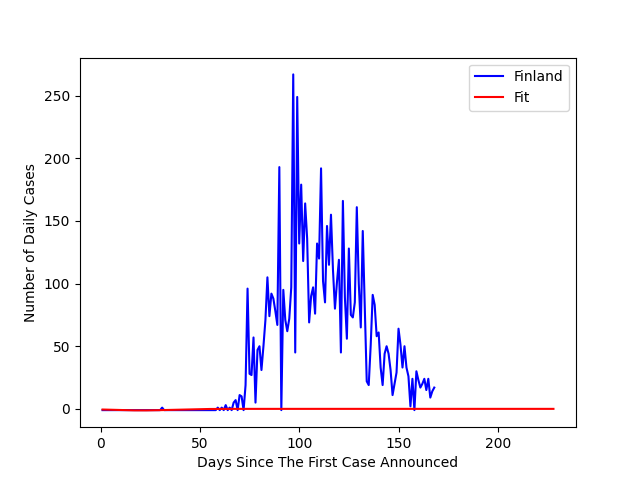 Finland
Fit
250
200
150
100
50
0
Number of Daily Cases
0 50 100 150 200
Days Since The First Case Announced